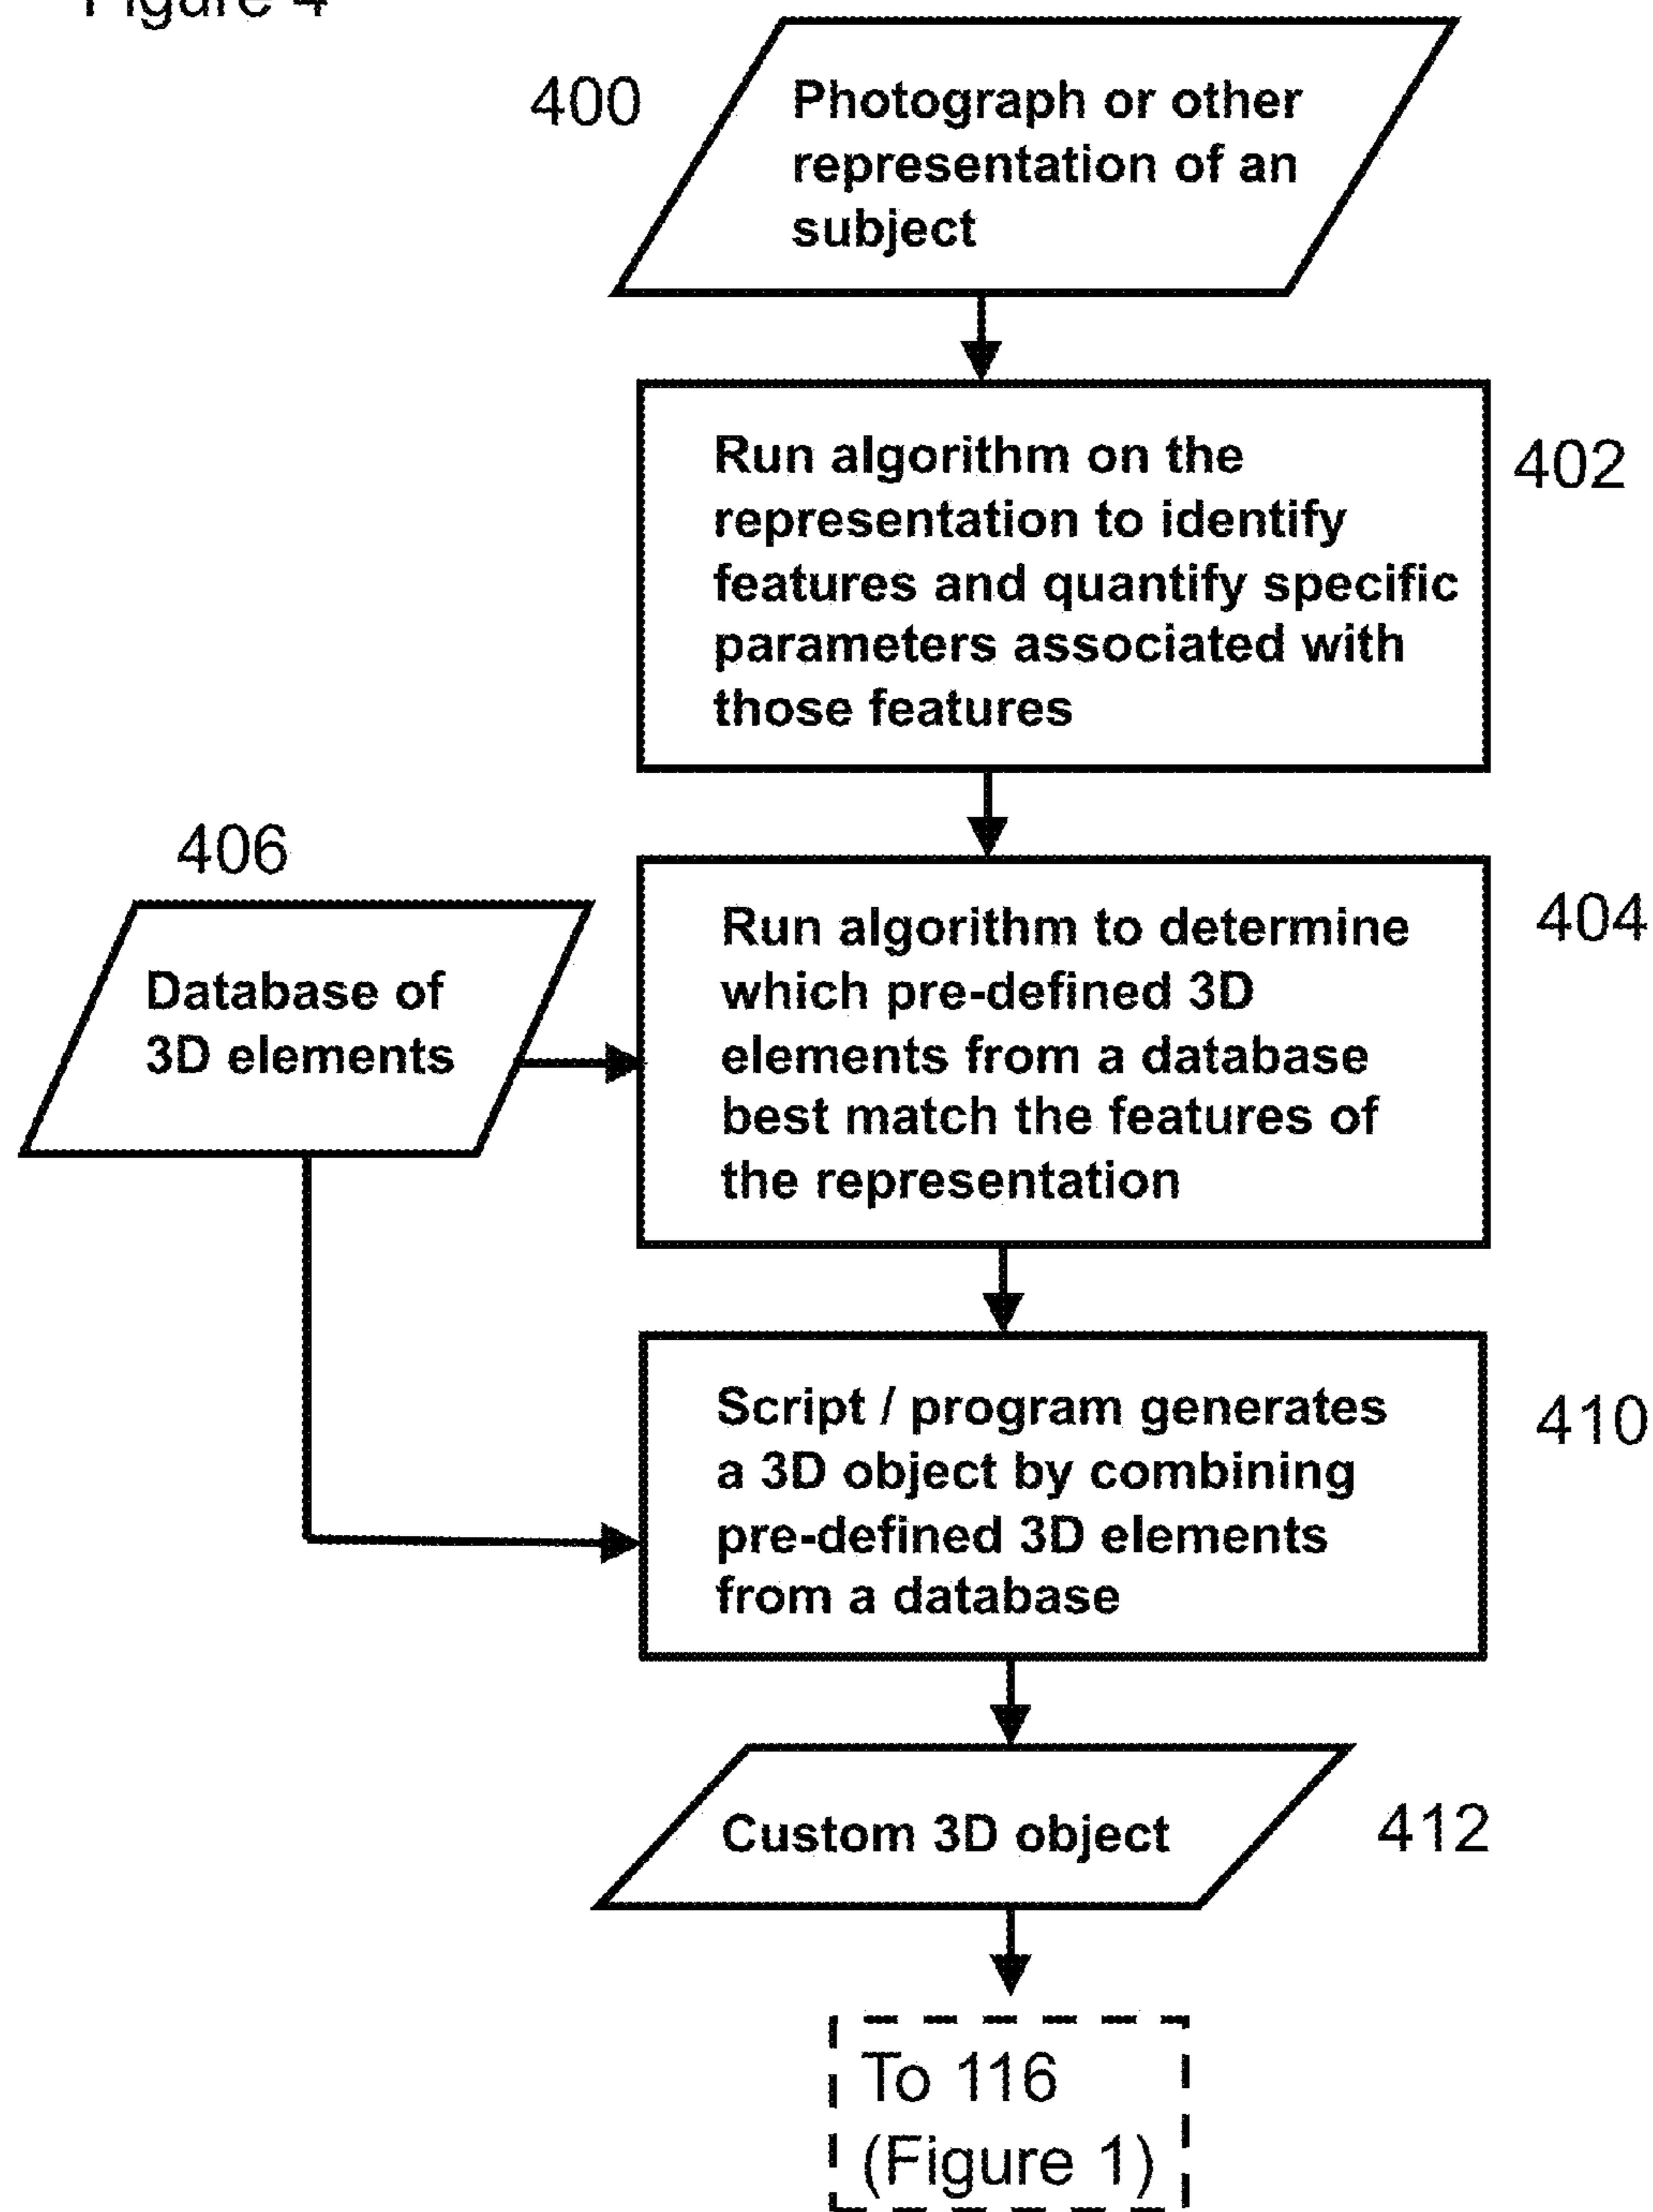 Figure 4
400
Photograph or other
representation of an
subject
402
Run algorithm on the
representation to identify
features and quantify specific
parameters associated with
those features
406
Database of
3D elements
404
Run algorithm to determine
which pre-defined 3D
elements from a database
best match the features of
the representation
410
Script / program generates
a 3D object by combining
pre-defined 3D elements
from a database
Custom 3D object
412
To 116
(Figure 1)